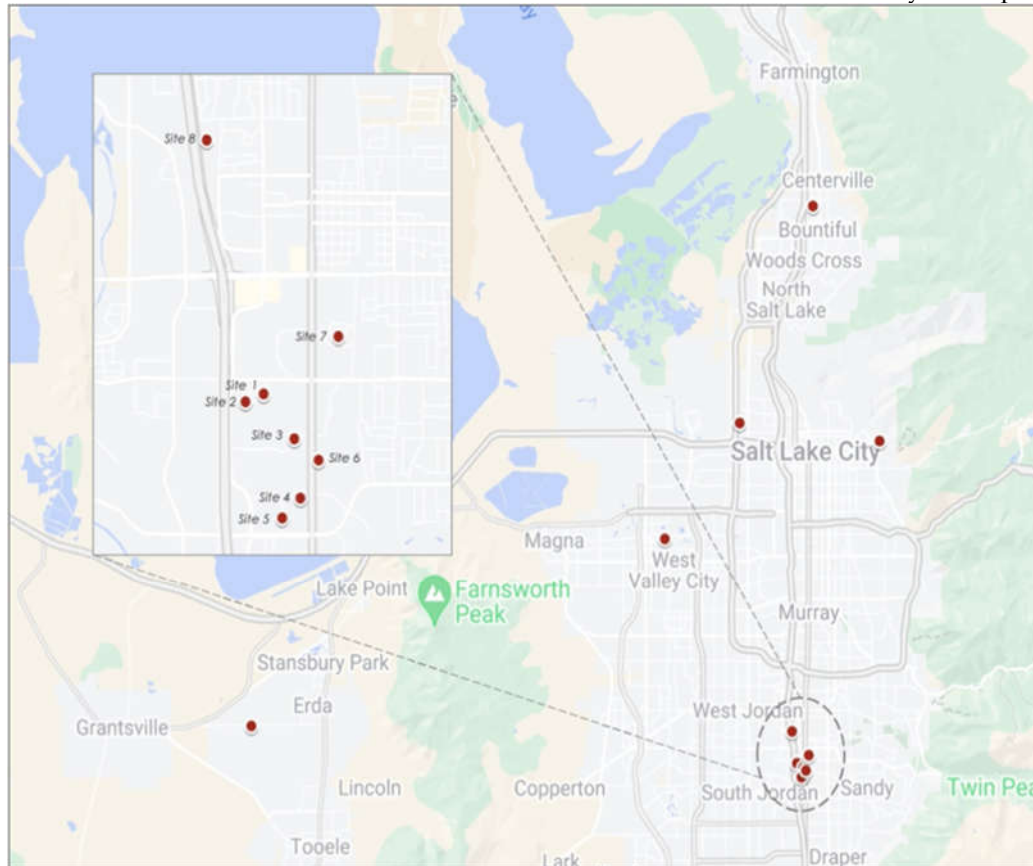 Farmington
Site 8
Centerville
Bountiful
Woods Cross
North
Salt Lake
Site 7
Site 1
Site 2
Site 3
Site 6
Salt Lake City
Site 4
Site 5
Magna
West
Valley City
Lake Point
Farnsworth
Peak
Murray
Stansbury Park
Erda
West Jordan
Grantsville
Lincoln
Copperton
South Jordan
Sandy
Twin Pea
Tooele
Lark
Draper